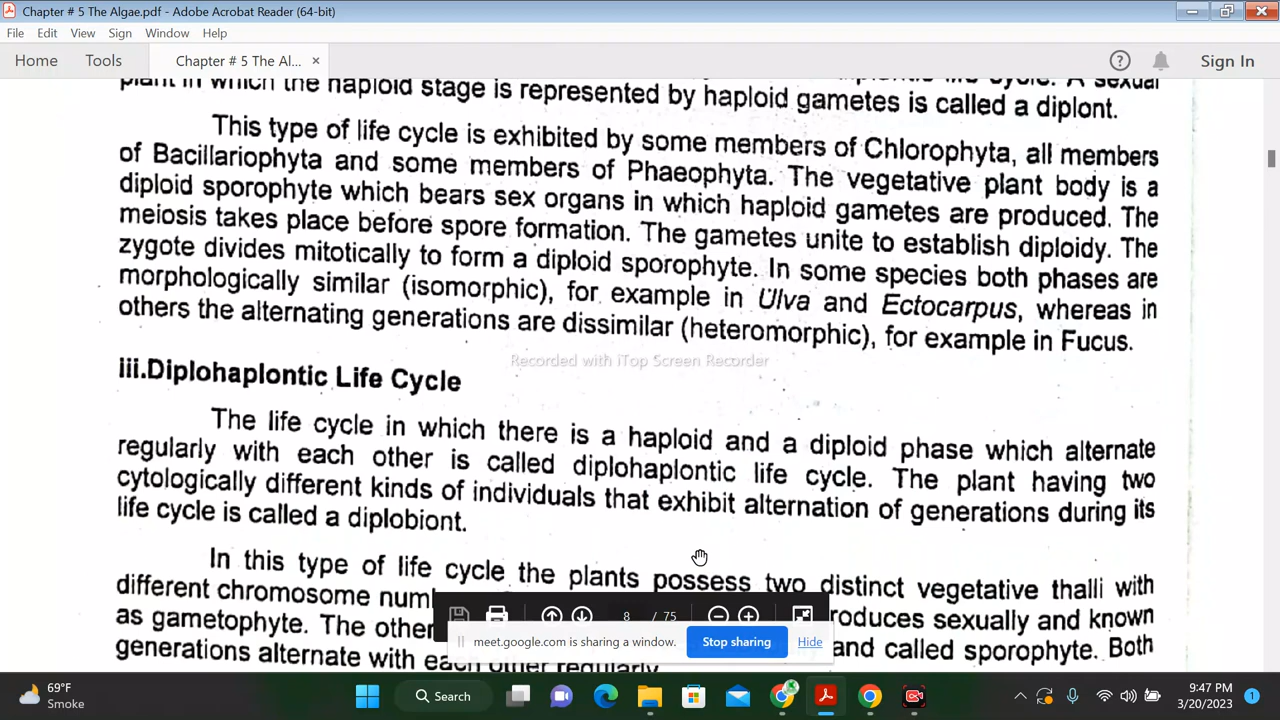 Chapter # 5 The Algae.pdf - Adobe Acrobat Reader (64-bit)
File Edit View Sign Window Help
Home Tools Chapter # 5 The Al... × Sign In
plant in which the haploid stage is represented by haploid gametes is called a diplont.
life cycle. A sexual
This type of life cycle is exhibited by some members of Chlorophyta, all members
of Bacillariophyta and some members of Phaeophyta. The vegetative plant body is a
diploid sporophyte which bears sex organs in which haploid gametes are produced. The
meiosis takes place before spore formation. The gametes unite to establish diploidy. The
zygote divides mitotically to form a diploid sporophyte. In some species both phases are
morphologically similar (isomorphic), for example in Ulva and Ectocarpus, whereas in
others the alternating generations are dissimilar (heteromorphic), for example in Fucus.
Recorded with iTop Screen Recorder
iii.Diplohaplontic Life Cycle
The life cycle in which there is a haploid and a diploid phase which alternate
regularly with each other is called diplohaplontic life cycle. The plant having two
cytologically different kinds of individuals that exhibit alternation of generations during its
life cycle is called a diplobiont.
In this type of life cycle the plants possess two distinct vegetative thalli with
different chromosome num
as gametophyte. The other roduces sexually and known
generations alternate with each other regularly. and called sporophyte. Both
8 / 75
meet.google.com is sharing a window. Stop sharing Hide
69°F
Smoke
Search
9:47 PM
3/20/2023
1